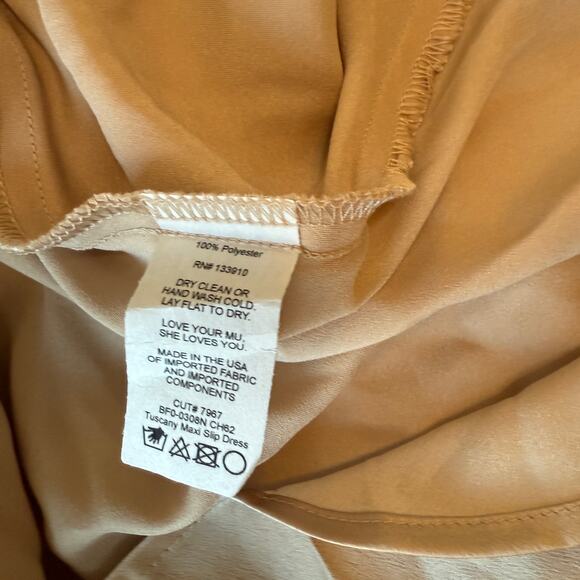 100% Polyester
RN# 133910
DRY CLEAN OR
HAND WASH COLD.
LAY FLAT TO DRY.
LOVE YOUR MU,
SHE LOVES YOU.
MADE IN THE USA
OF IMPORTED FABRIC
AND IMPORTED
COMPONENTS
CUT# 7967
BF0-0308N CH62
Tuscany Maxi Slip Dress